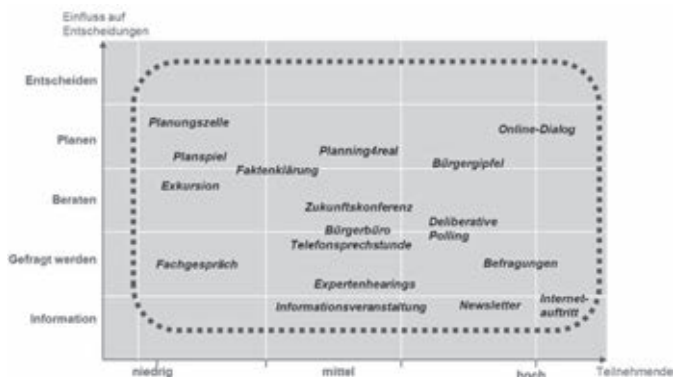 Einfluss auf
Entscheidungen
Entscheiden
Planungszelle
Online-Dialog
Planen
Planning4real
Planspiel
Bürgergipfel
Faktenklärung
Exkursion
Beraten
Zukunftskonferenz
Deliberative
Polling
Bürgerbüro
Telefonsprechstunde
Gefragt werden
Fachgespräch
Befragungen
Expertenhearings
Informationsveranstaltung
Newsletter
Internet-
auftritt
Information
niedrig
mittel
hoch
Teilnehmende